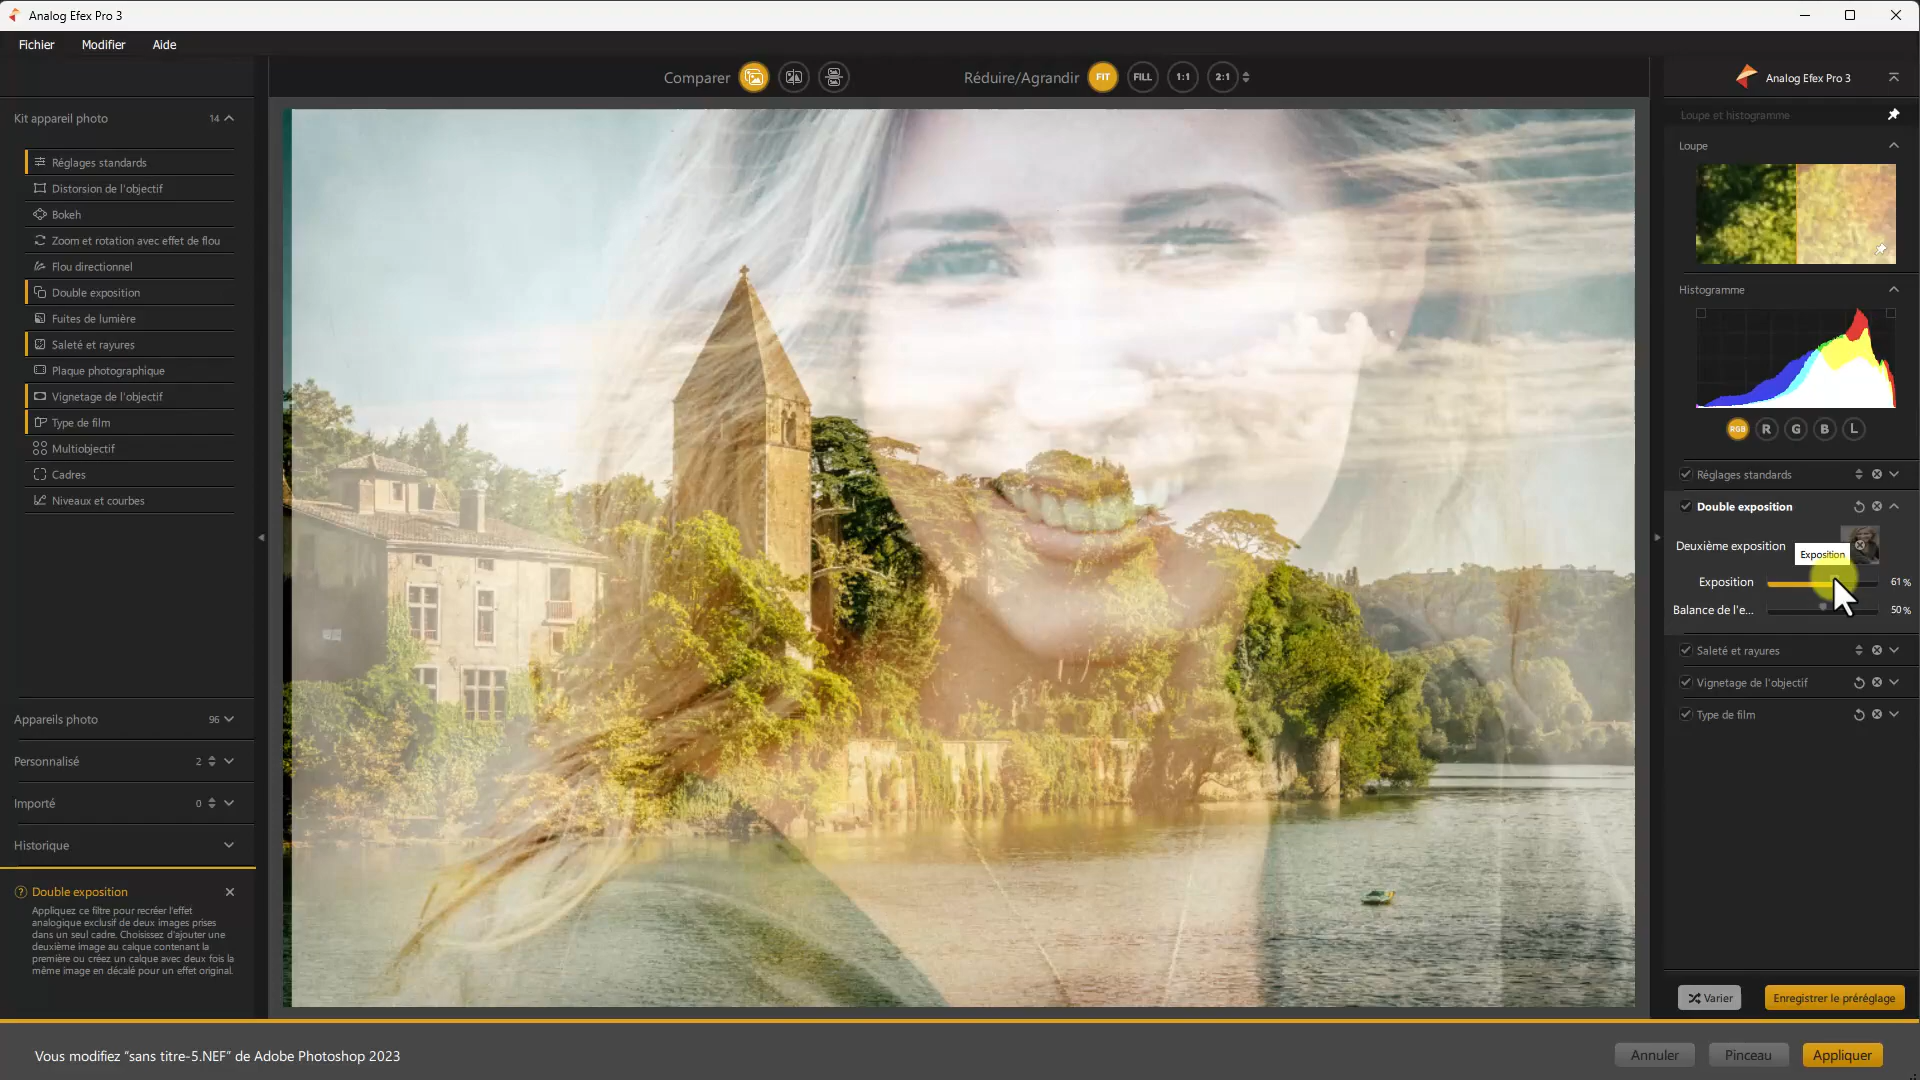 Analog Efex Pro 3
Fichier Modifier Aide
Comparer Réduire/Agrandir FIT FILL 1:1 2:1
Analog Efex Pro 3
Kit appareil photo 14
Réglages standards
Distorsion de l'objectif
Bokeh
Zoom et rotation avec effet de flou
Flou directionnel
Double exposition
Fuites de lumière
Saleté et rayures
Plaque photographique
Vignetage de l'objectif
Type de film
Multiobjectif
Cadres
Niveaux et courbes
Appareils photo 96
Personnalisé 2
Importé 0
Historique
Double exposition
Appliquez ce filtre pour recréer l'effet
analogique exclusif de deux images prises
dans un seul cadre. Choisissez d'ajouter une
deuxième image au calque contenant la
première ou créez un calque avec deux fois la
même image en décalé pour un effet original.
Loupe et histogramme
Loupe
Histogramme
RGB R G B L
Réglages standards
Double exposition
Deuxième exposition
Exposition
Exposition 61 %
Balance de l'e... 50 %
Saleté et rayures
Vignetage de l'objectif
Type de film
Varier Enregistrer le préréglage
Vous modifiez "sans titre-5.NEF" de Adobe Photoshop 2023
Annuler Pinceau Appliquer